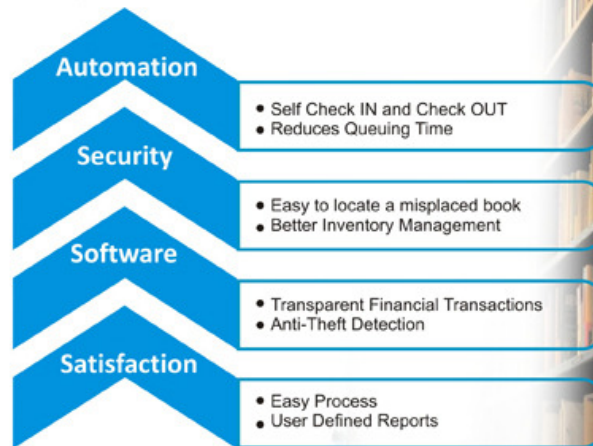 Automation
• Self Check IN and Check OUT
• Reduces Queuing Time
Security
• Easy to locate a misplaced book
• Better Inventory Management
Software
• Transparent Financial Transactions
• Anti-Theft Detection
Satisfaction
• Easy Process
• User Defined Reports